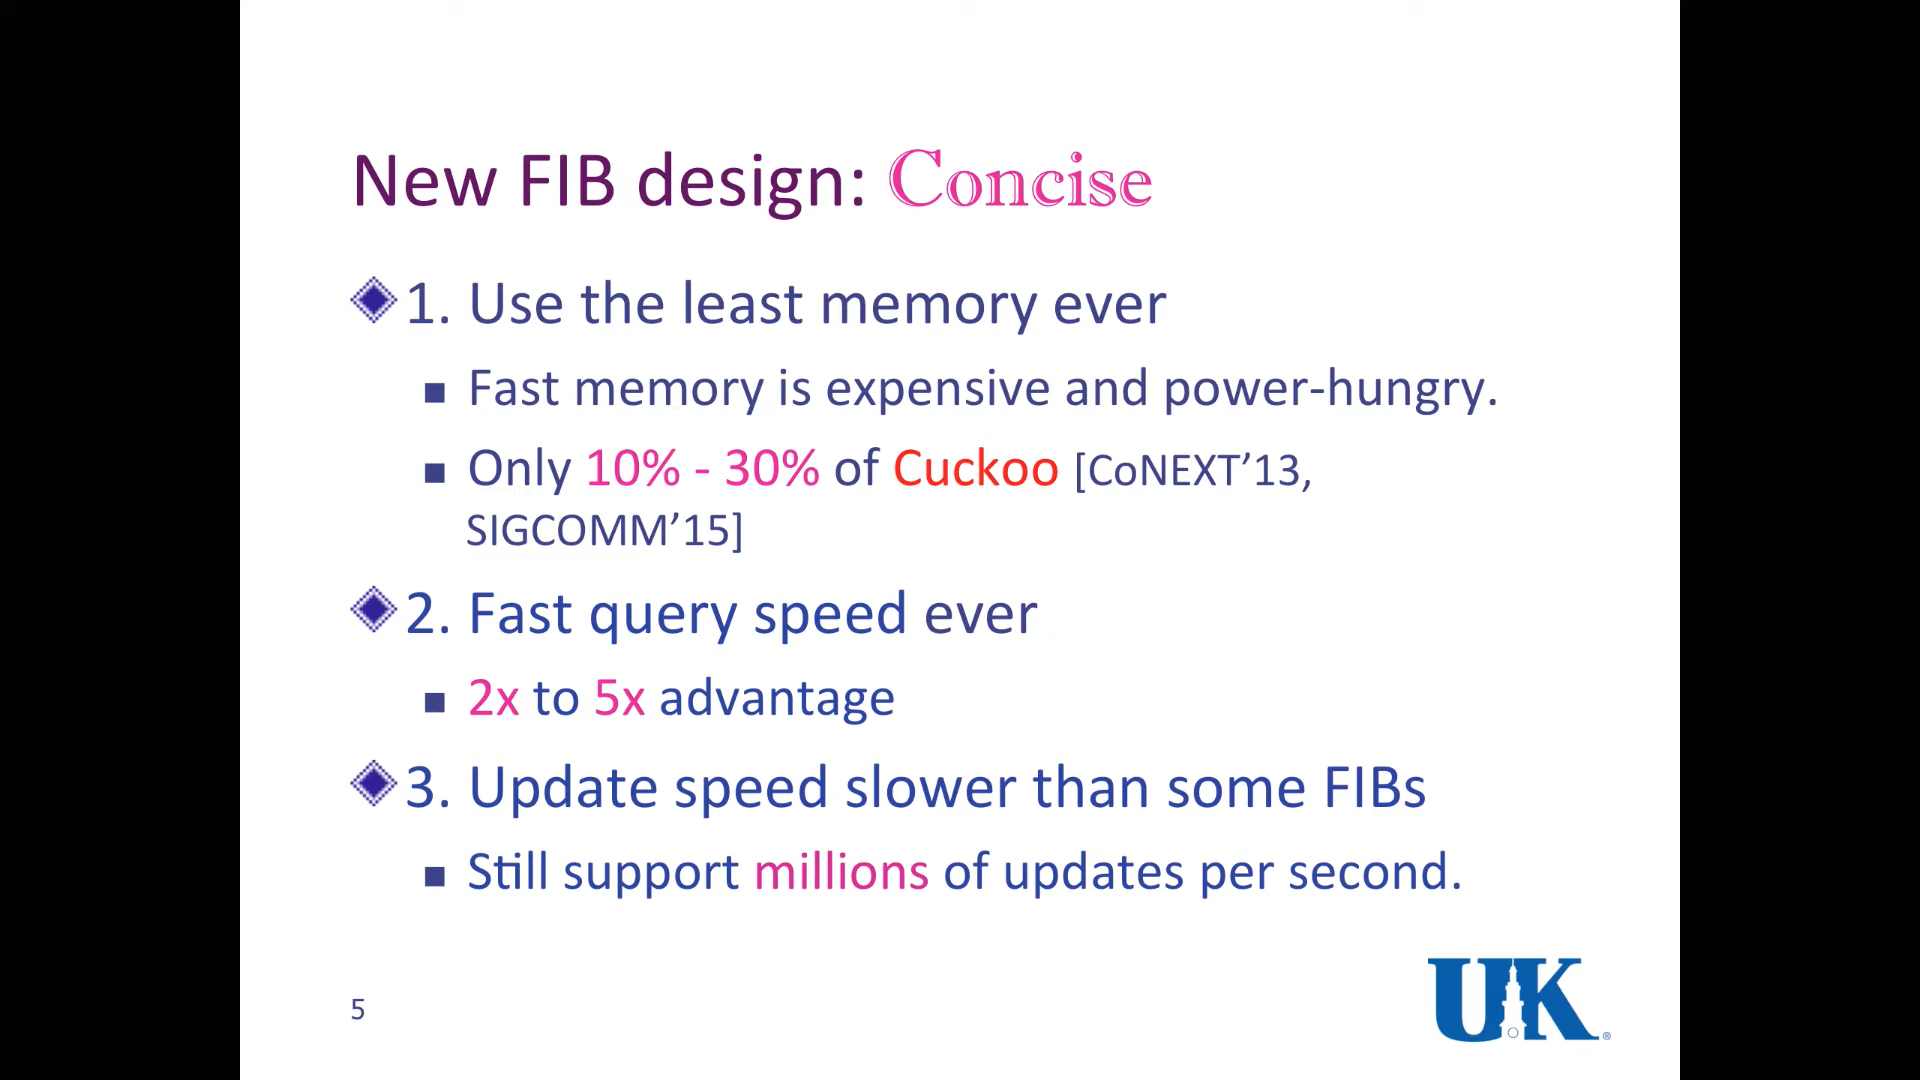 New FIB design: Concise
1. Use the least memory ever
Fast memory is expensive and power-hungry.
Only 10% - 30% of Cuckoo [CoNEXT’13,
SIGCOMM’15]
2. Fast query speed ever
2x to 5x advantage
3. Update speed slower than some FIBs
Still support millions of updates per second.
5
UK®